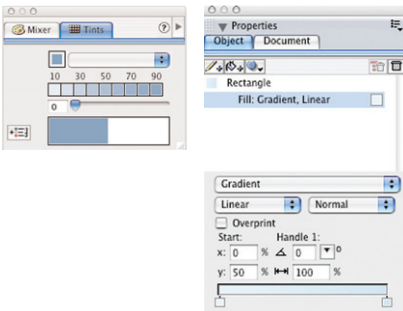 Mixer Tints ?
10 30 50 70 90
0
Properties
Object Document
Rectangle
Fill: Gradient, Linear
Gradient
Linear Normal
Overprint
Start: Handle 1:
x: 0 % 0 °
y: 50 % 100 %